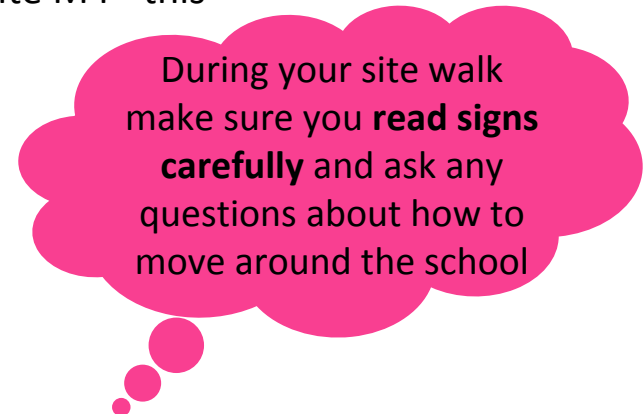 this
During your site walk
make sure you read signs
carefully and ask any
questions about how to
move around the school